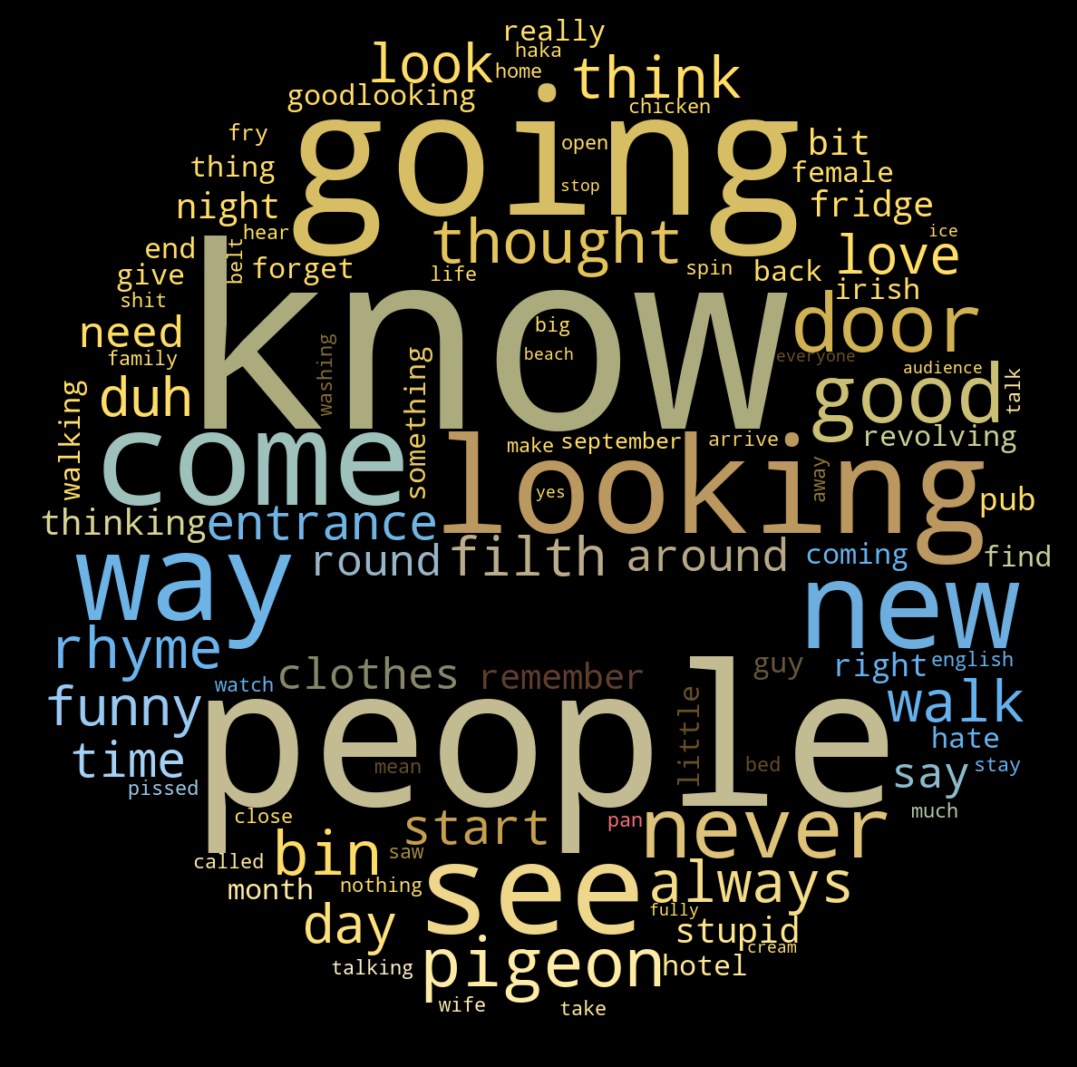 really
haka
look
home
think
goodlooking
chicken
going
fry
open
bit
thing
female
stop
night
fridge
hear
thought
ice
end
belt
forget
life
spin
back
love
give
irish
shit
know
door
need
big
family
beach
everyone
washing
audience
duh
something
good
talk
walking
come
looking
make
september
arrive
revolving
away
yes
pub
thinking
entrance
round
filth
around
coming
find
way
new
rhyme
clothes
remember
guy
right
english
watch
funny
people
little
walk
hate
time
mean
bed
say
stay
pissed
much
close
start
pan
never
bin
saw
called
month
nothing
see
always
day
fully
stupid
cream
talking
pigeon
hotel
wife
take